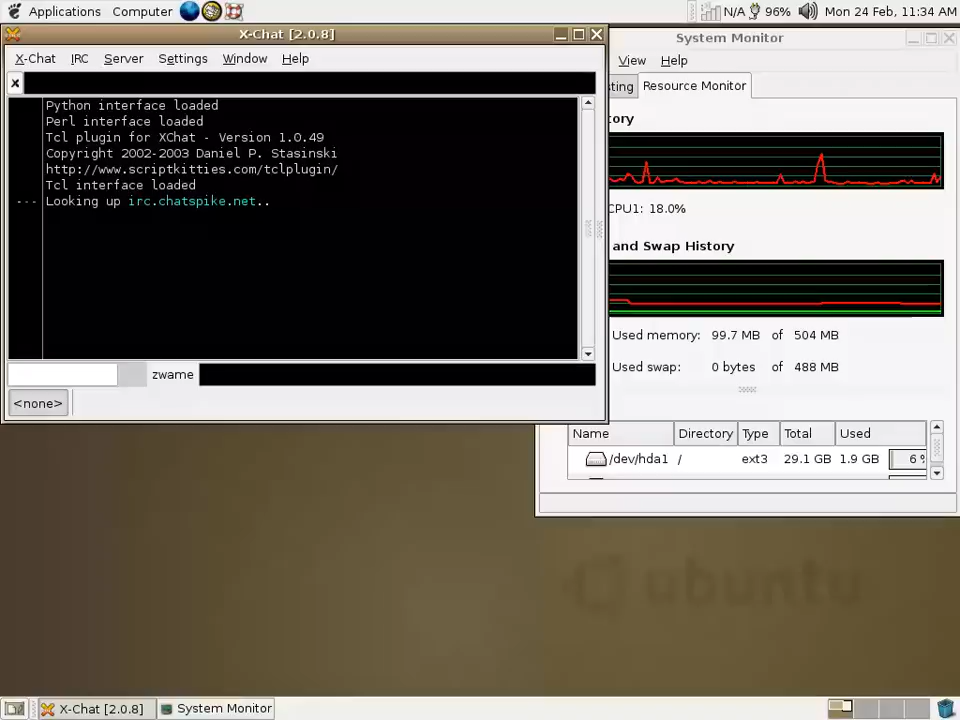 Applications Computer N/A 96% Mon 24 Feb, 11:34 AM
X-Chat [2.0.8]
X-Chat IRC Server Settings Window Help
x
Python interface loaded
Perl interface loaded
Tcl plugin for XChat - Version 1.0.49
Copyright 2002-2003 Daniel P. Stasinski
http://www.scriptkitties.com/tclplugin/
Tcl interface loaded
--- Looking up irc.chatspike.net..
zwame
<none>
System Monitor
View Help
sting Resource Monitor
ory
CPU1: 18.0%
and Swap History
Used memory: 99.7 MB of 504 MB
Used swap: 0 bytes of 488 MB
Name Directory Type Total Used
/dev/hda1 / ext3 29.1 GB 1.9 GB 6 %
ubuntu
X-Chat [2.0.8] System Monitor